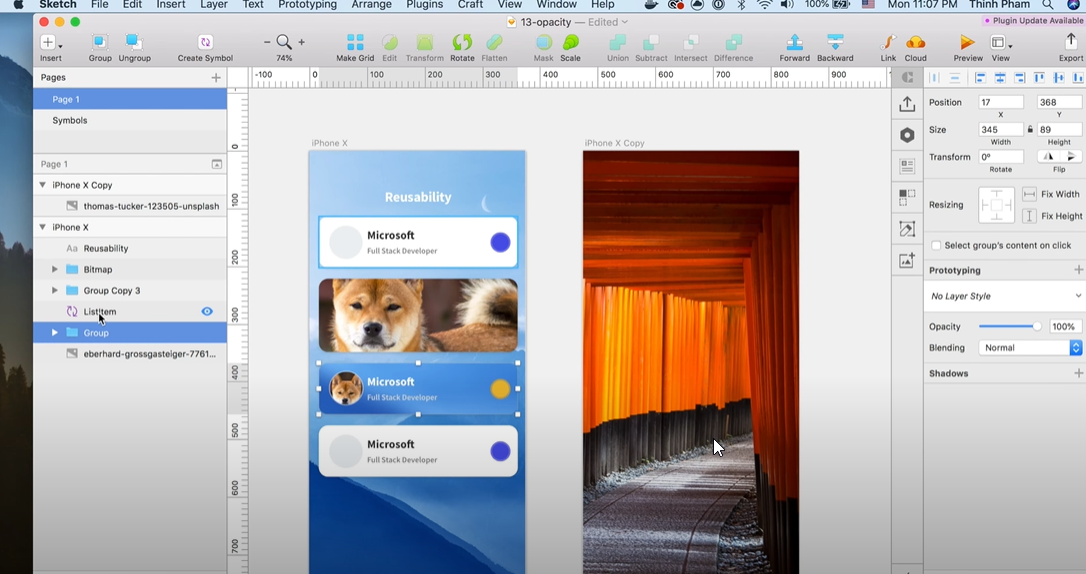 Sketch File Edit Insert Layer Text Prototyping Arrange Plugins Craft View Window Help 100% Mon 11:07 PM Thinh Pham
13-opacity — Edited
Plugin Update Available
Insert Group Ungroup Create Symbol 74% Make Grid Edit Transform Rotate Flatten Mask Scale Union Subtract Intersect Difference Forward Backward Link Cloud Preview View Export
Pages
Page 1
Symbols
Page 1
iPhone X Copy
thomas-tucker-123505-unsplash
iPhone X
Aa Reusability
Bitmap
Group Copy 3
ListItem
Group
eberhard-grossgasteiger-7761...
-100 0 100 200 300 400 500 600 700 800 900
0
100
200
300
400
500
600
700
iPhone X
Reusability
Microsoft
Full Stack Developer
Microsoft
Full Stack Developer
Microsoft
Full Stack Developer
iPhone X Copy
Position 17 368
X Y
Size 345 89
Width Height
Transform 0°
Rotate Flip
Resizing Fix Width
Fix Height
Select group's content on click
Prototyping
No Layer Style
Opacity 100%
Blending Normal
Shadows